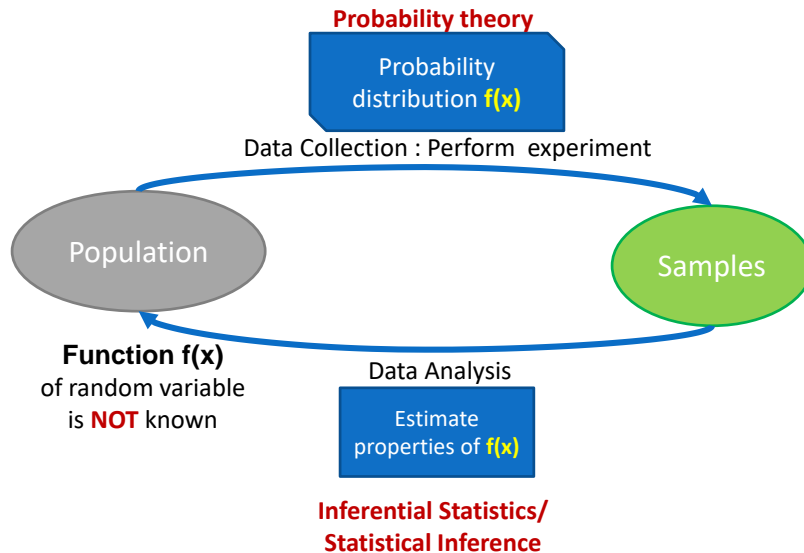 Probability theory
Probability
distribution f(x)
Data Collection : Perform experiment
Population
Samples
Function f(x)
of random variable
is NOT known
Data Analysis
Estimate
properties of f(x)
Inferential Statistics/
Statistical Inference